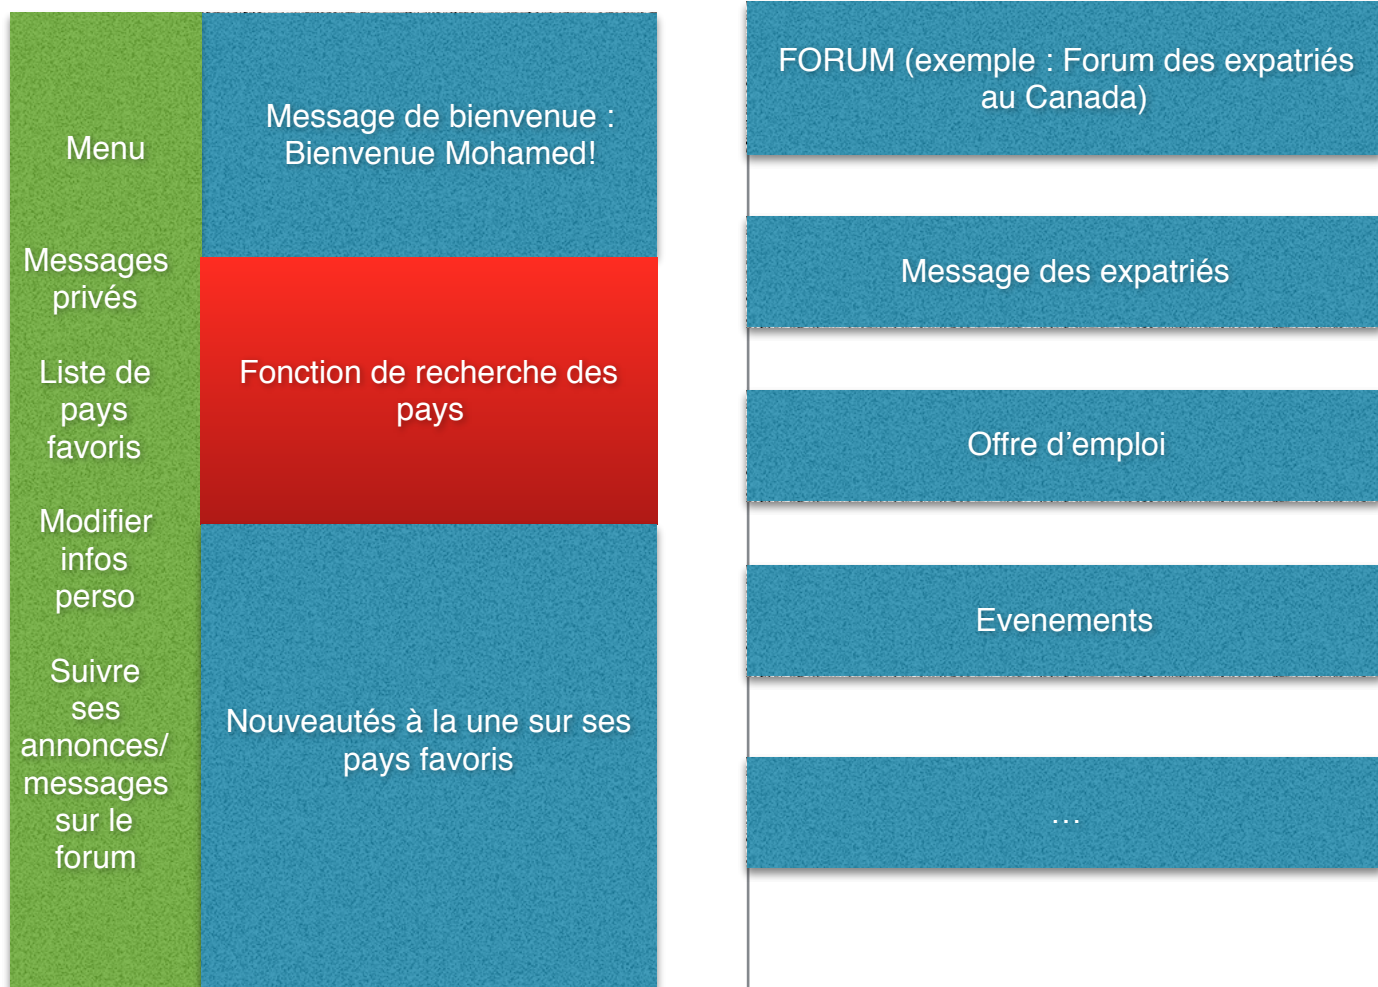 Menu
Messages
privés
Liste de
pays
favoris
Modifier
infos
perso
Suivre
ses
annonces/
messages
sur le
forum
Message de bienvenue :
Bienvenue Mohamed!
Fonction de recherche des
pays
Nouveautés à la une sur ses
pays favoris
FORUM (exemple : Forum des expatriés
au Canada)
Message des expatriés
Offre d’emploi
Evenements
…